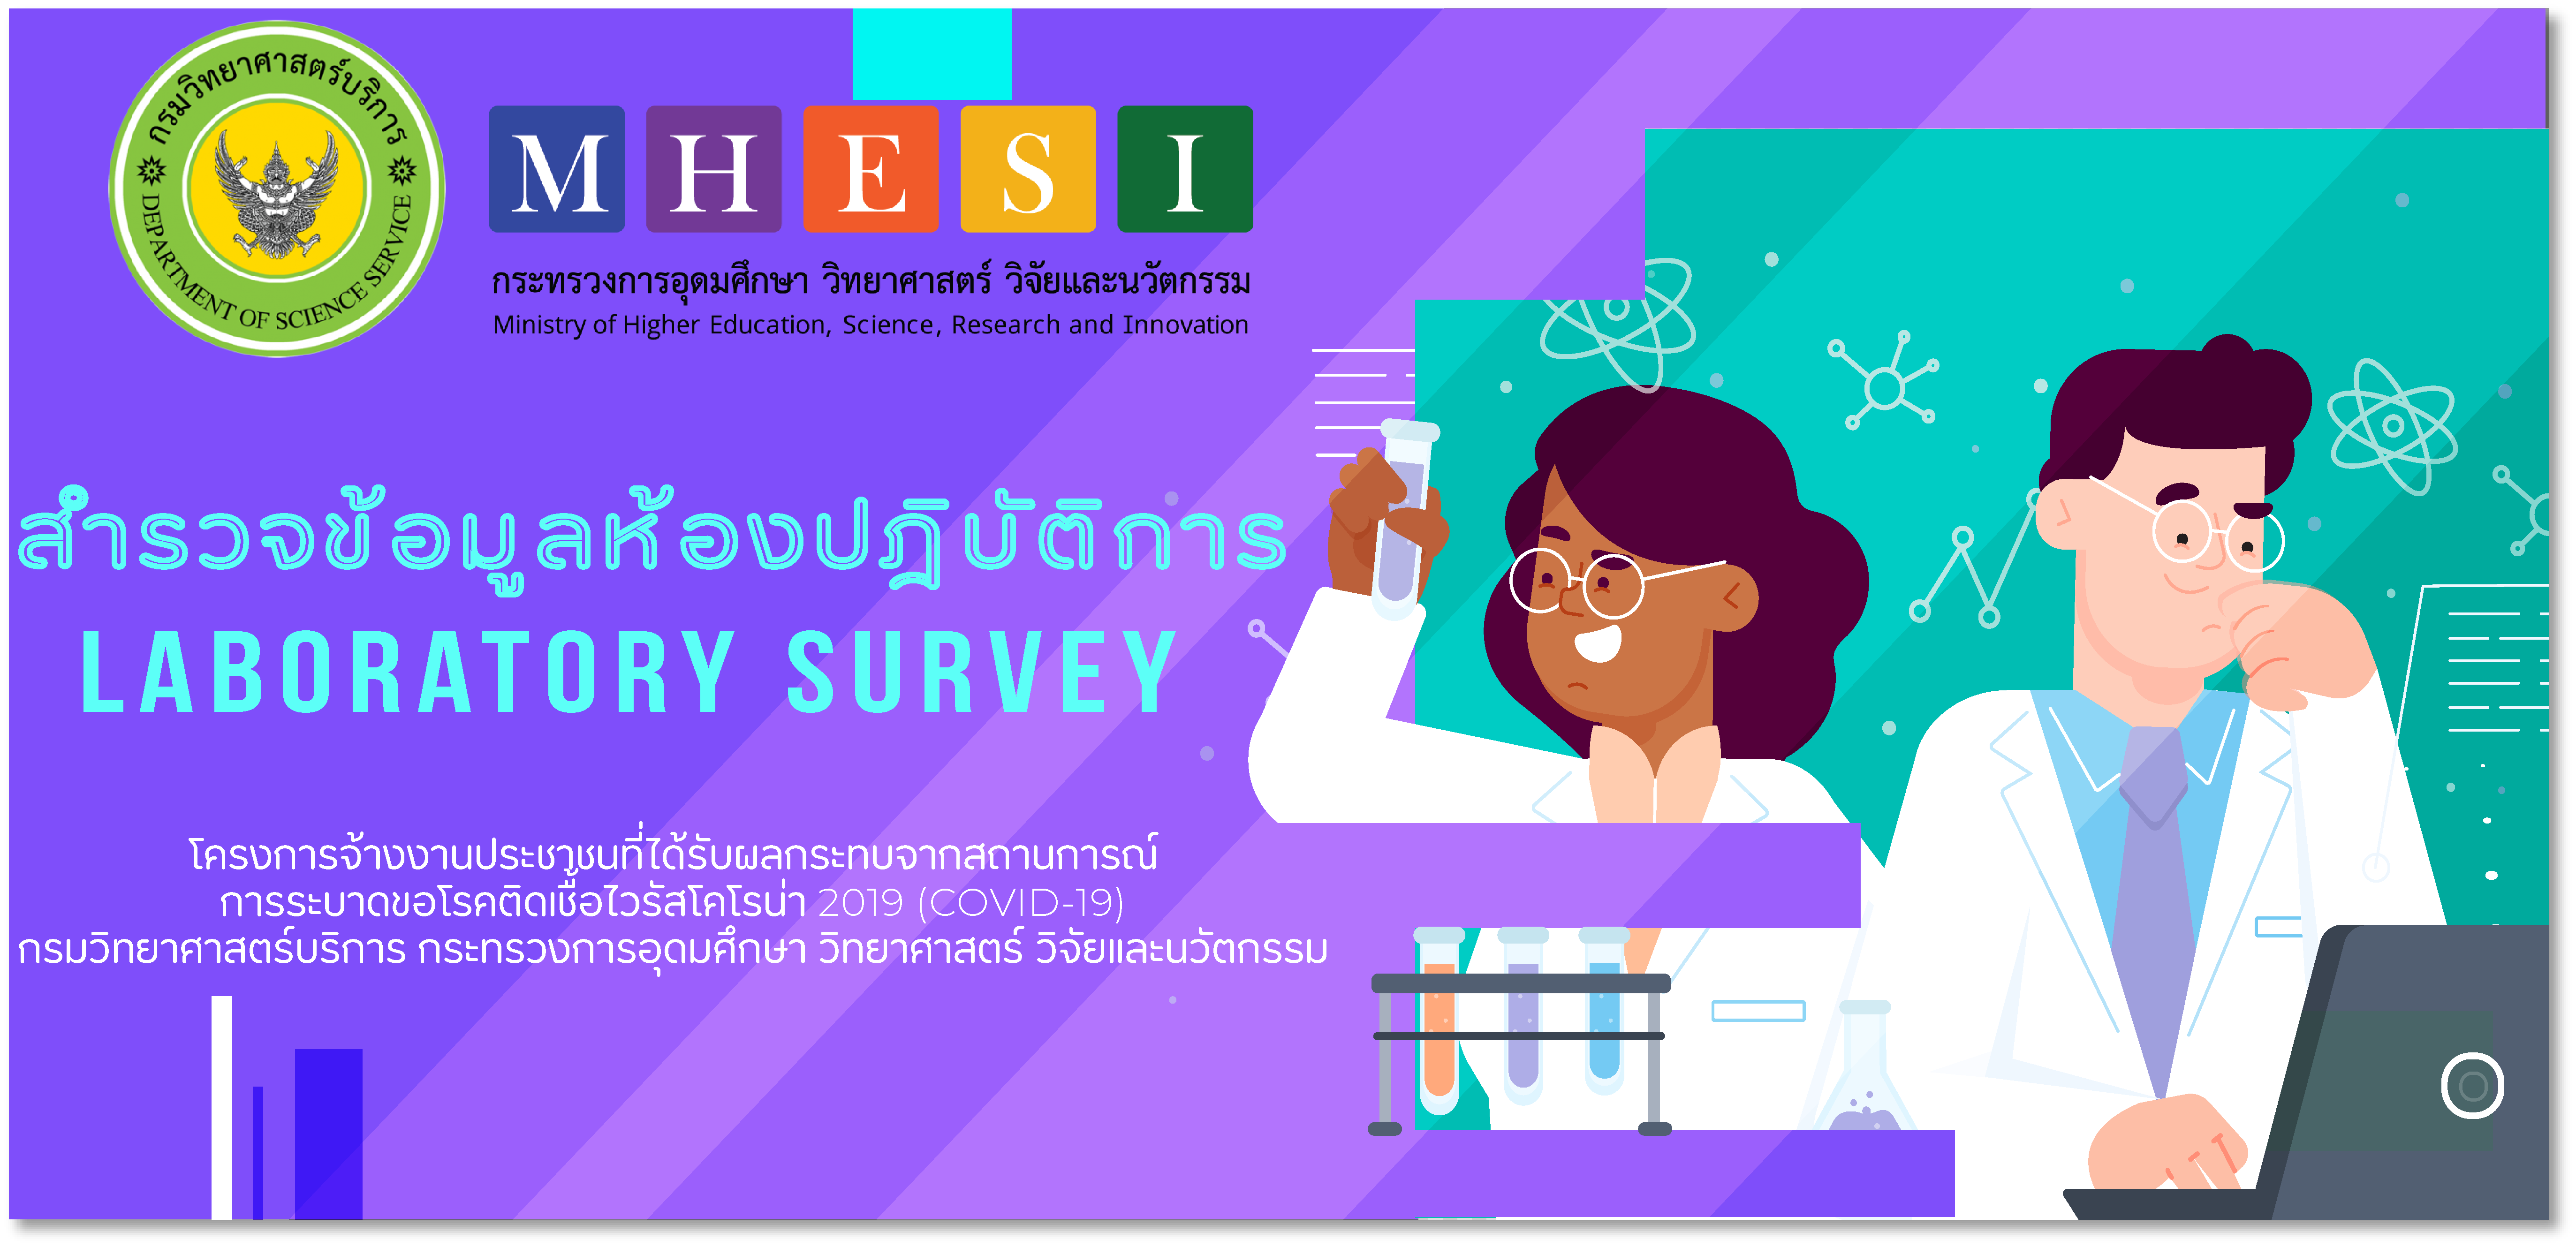 กรมวิทยาศาสตร์บริการ
DEPARTMENT OF SCIENCE SERVICE
M H E S I
กระทรวงการอุดมศึกษา วิทยาศาสตร์ วิจัยและนวัตกรรม
Ministry of Higher Education, Science, Research and Innovation
สำรวจข้อมูลห้องปฏิบัติการ
LABORATORY SURVEY
โครงการจ้างงานประชาชนที่ได้รับผลกระทบจากสถานการณ์
การระบาดขอโรคติดเชื้อไวรัสโคโรน่า 2019 (COVID-19)
กรมวิทยาศาสตร์บริการ กระทรวงการอุดมศึกษา วิทยาศาสตร์ วิจัยและนวัตกรรม